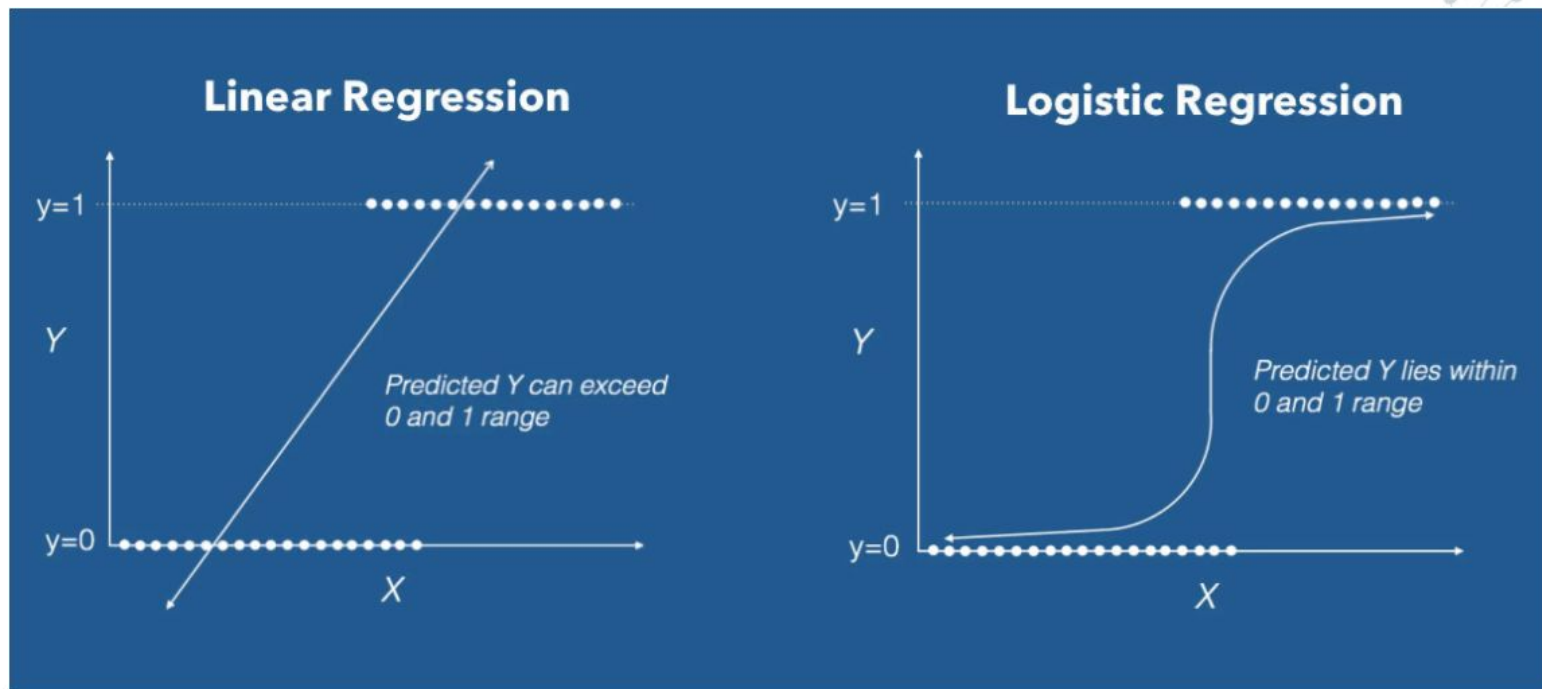 Linear Regression
y=1
Y
Predicted Y can exceed
0 and 1 range
y=0
X
Logistic Regression
y=1
Y
Predicted Y lies within
0 and 1 range
y=0
X